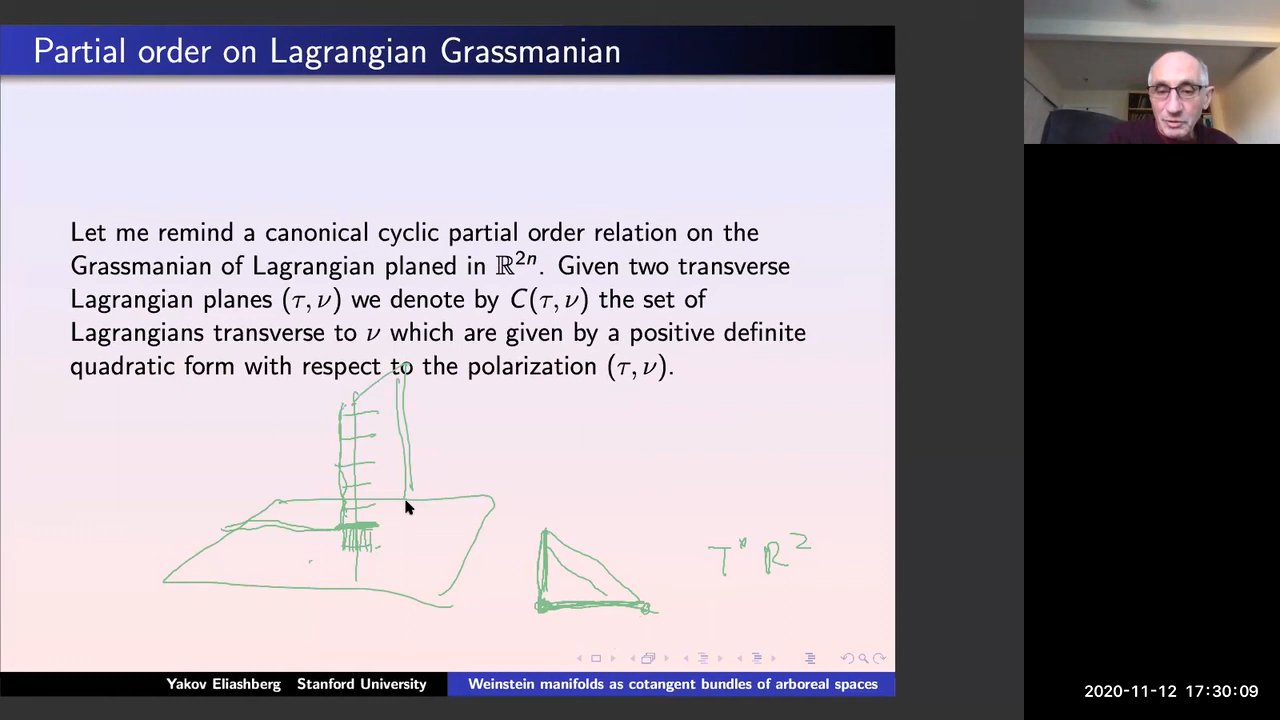 Partial order on Lagrangian Grassmanian
Let me remind a canonical cyclic partial order relation on the
Grassmanian of Lagrangian planed in ℝ²ⁿ. Given two transverse
Lagrangian planes (τ, ν) we denote by C(τ, ν) the set of
Lagrangians transverse to ν which are given by a positive definite
quadratic form with respect to the polarization (τ, ν).
T* R²
Yakov Eliashberg Stanford University
Weinstein manifolds as cotangent bundles of arboreal spaces
2020-11-12 17:30:09